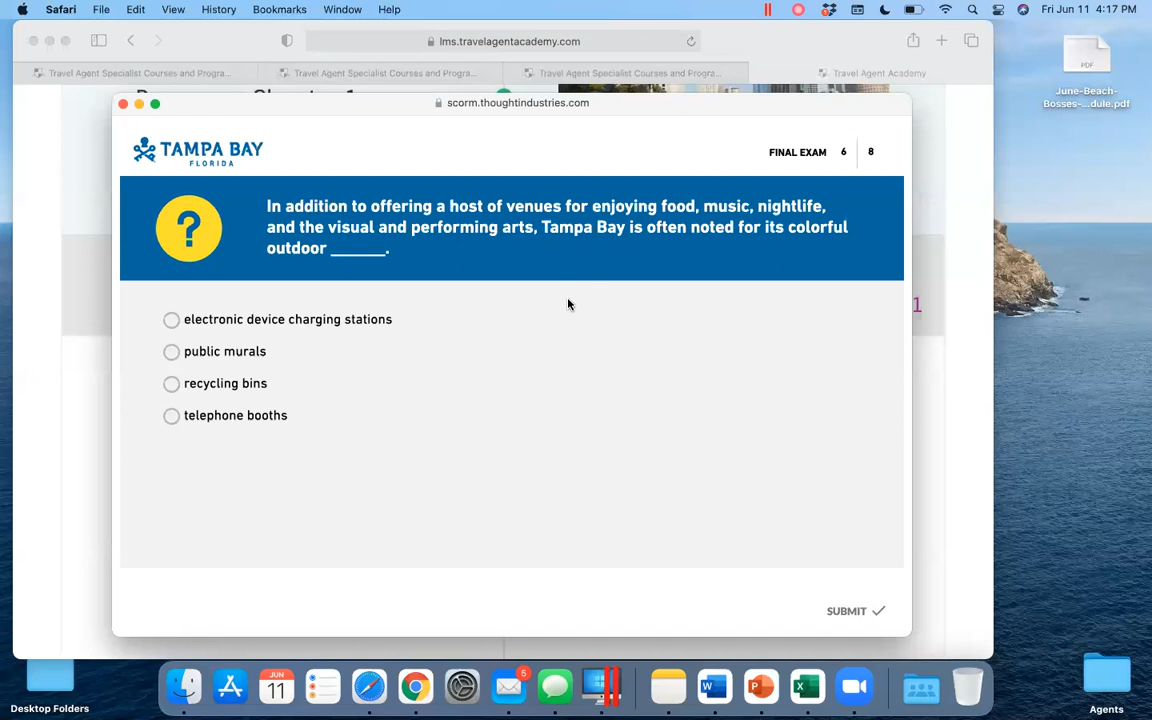 Safari File Edit View History Bookmarks Window Help Fri Jun 11 4:17 PM
lms.travelagentacademy.com
Travel Agent Specialist Courses and Progra... Travel Agent Specialist Courses and Progra... Travel Agent Specialist Courses and Progra... Travel Agent Academy
PDF
June-Beach-
Bosses-...dule.pdf
scorm.thoughtindustries.com
TAMPA BAY
FLORIDA
FINAL EXAM 6 8
?
In addition to offering a host of venues for enjoying food, music, nightlife,
and the visual and performing arts, Tampa Bay is often noted for its colorful
outdoor ______.
1
electronic device charging stations
public murals
recycling bins
telephone booths
SUBMIT
JUN
11
5
W
P
X
Desktop Folders
Agents